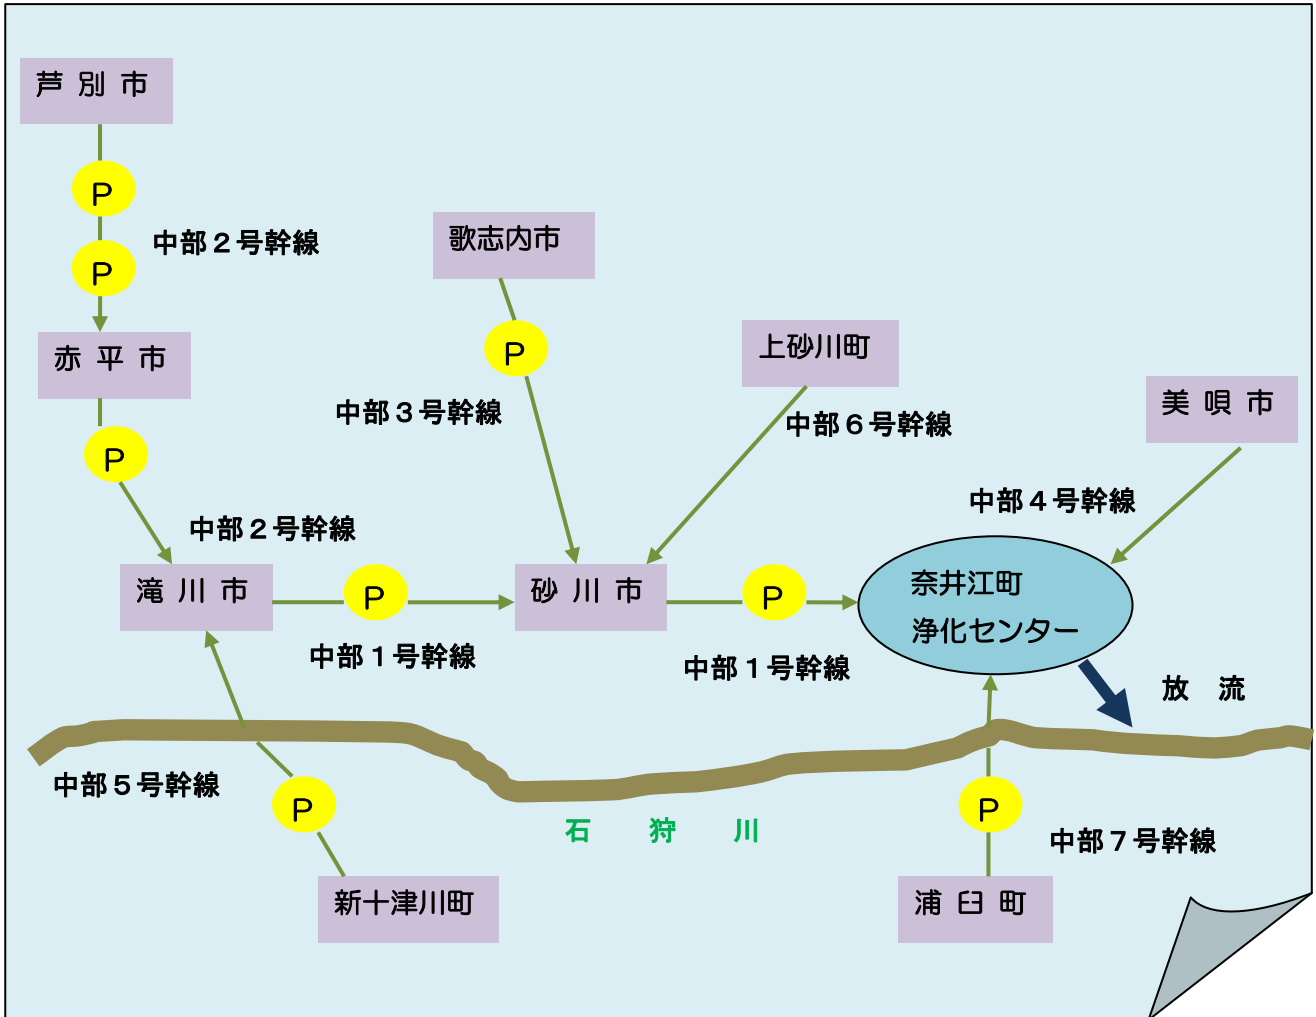 芦別市
P
中部２号幹線
P
歌志内市
赤平市
P
上砂川町
中部３号幹線
中部６号幹線
美唄市
P
中部２号幹線
中部４号幹線
滝川市
P
砂川市
P
奈井江町
浄化センター
中部１号幹線
中部１号幹線
放流
中部５号幹線
P
石狩川
P
中部７号幹線
新十津川町
浦臼町